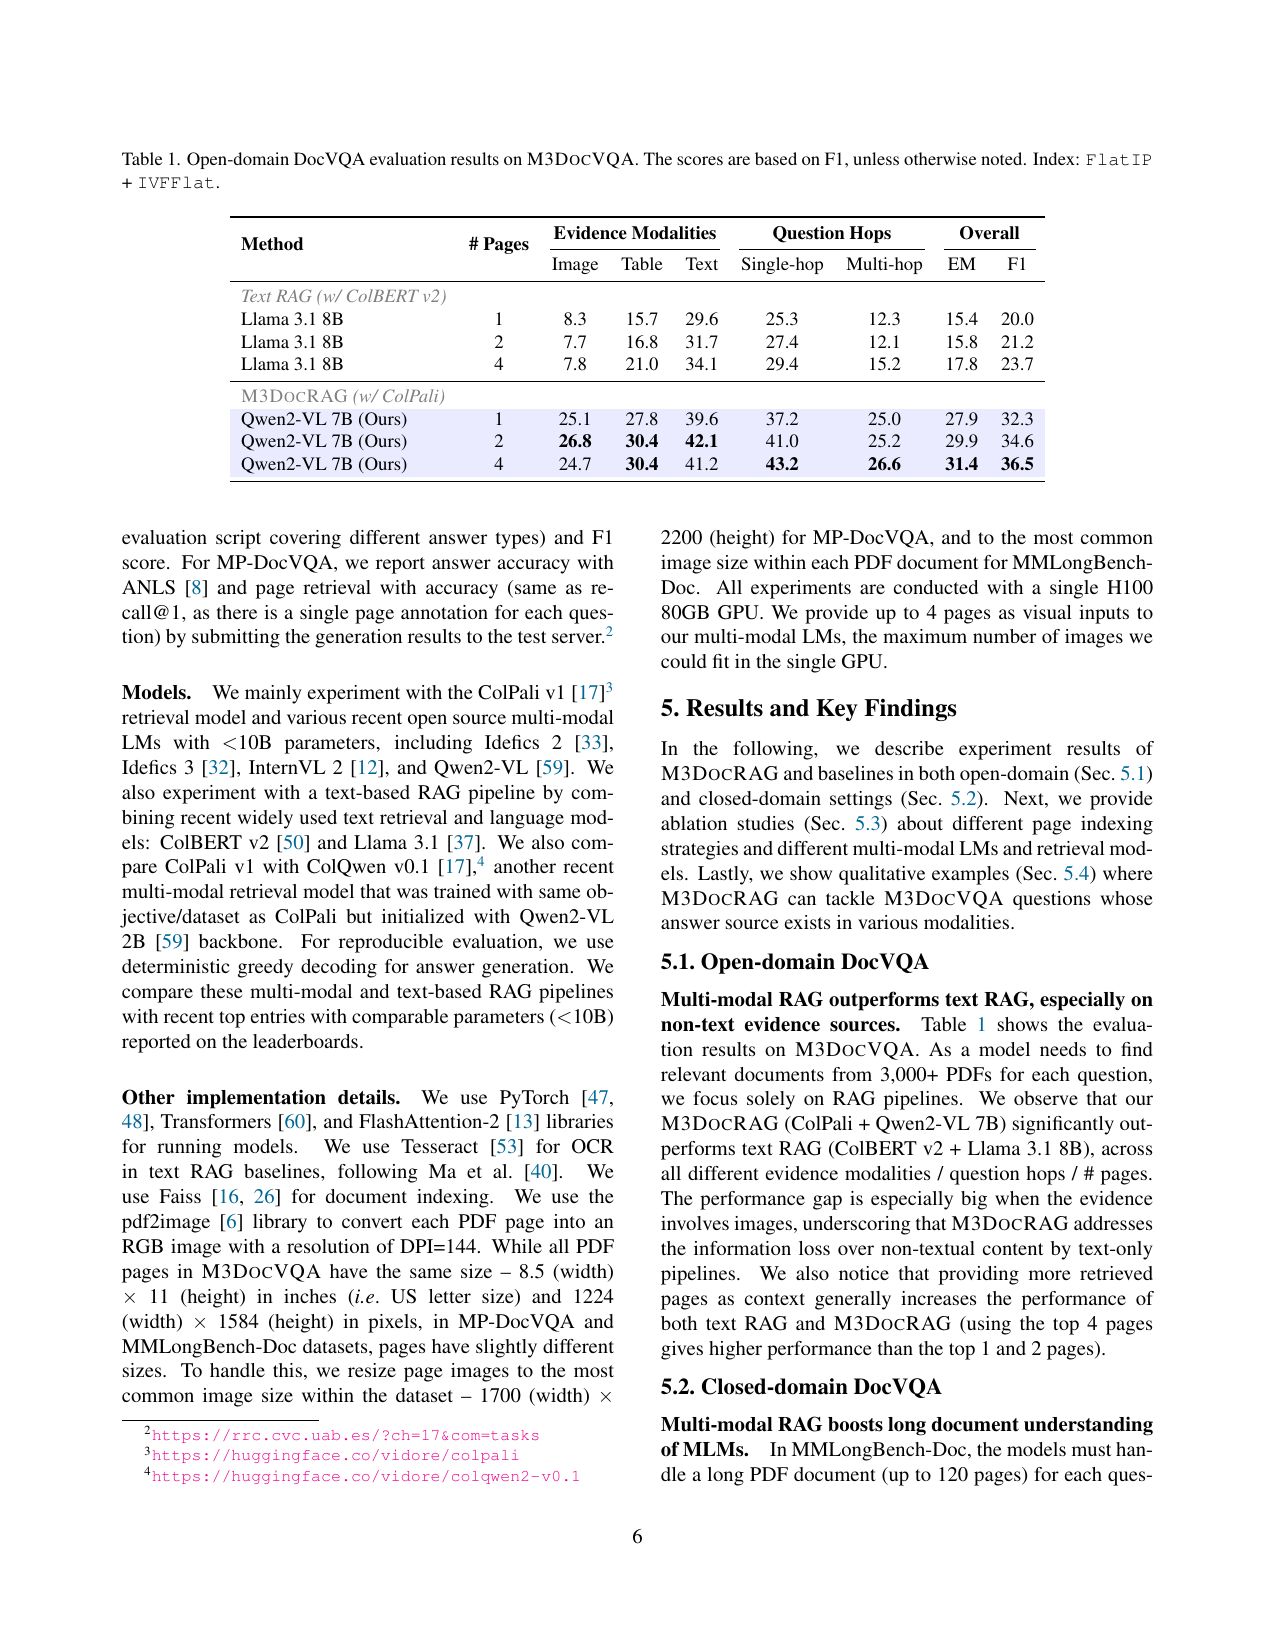 Table 1. Open-domain DocVQA evaluation results on M3DOCVQA. The scores are based on F1, unless otherwise noted. Index: FlatIP
+ IVFFlat.
Method # Pages Evidence Modalities Question Hops Overall
Image Table Text Single-hop Multi-hop EM F1
Text RAG (w/ ColBERT v2)
Llama 3.1 8B 1 8.3 15.7 29.6 25.3 12.3 15.4 20.0
Llama 3.1 8B 2 7.7 16.8 31.7 27.4 12.1 15.8 21.2
Llama 3.1 8B 4 7.8 21.0 34.1 29.4 15.2 17.8 23.7
M3DOCRAG (w/ ColPali)
Qwen2-VL 7B (Ours) 1 25.1 27.8 39.6 37.2 25.0 27.9 32.3
Qwen2-VL 7B (Ours) 2 26.8 30.4 42.1 41.0 25.2 29.9 34.6
Qwen2-VL 7B (Ours) 4 24.7 30.4 41.2 43.2 26.6 31.4 36.5
evaluation script covering different answer types) and F1
score. For MP-DocVQA, we report answer accuracy with
ANLS [8] and page retrieval with accuracy (same as re-
call@1, as there is a single page annotation for each ques-
tion) by submitting the generation results to the test server.2
Models. We mainly experiment with the ColPali v1 [17]3
retrieval model and various recent open source multi-modal
LMs with <10B parameters, including Idefics 2 [33],
Idefics 3 [32], InternVL 2 [12], and Qwen2-VL [59]. We
also experiment with a text-based RAG pipeline by com-
bining recent widely used text retrieval and language mod-
els: ColBERT v2 [50] and Llama 3.1 [37]. We also com-
pare ColPali v1 with ColQwen v0.1 [17],4 another recent
multi-modal retrieval model that was trained with same ob-
jective/dataset as ColPali but initialized with Qwen2-VL
2B [59] backbone. For reproducible evaluation, we use
deterministic greedy decoding for answer generation. We
compare these multi-modal and text-based RAG pipelines
with recent top entries with comparable parameters (<10B)
reported on the leaderboards.
Other implementation details. We use PyTorch [47,
48], Transformers [60], and FlashAttention-2 [13] libraries
for running models. We use Tesseract [53] for OCR
in text RAG baselines, following Ma et al. [40]. We
use Faiss [16, 26] for document indexing. We use the
pdf2image [6] library to convert each PDF page into an
RGB image with a resolution of DPI=144. While all PDF
pages in M3DOCVQA have the same size – 8.5 (width)
× 11 (height) in inches (i.e. US letter size) and 1224
(width) × 1584 (height) in pixels, in MP-DocVQA and
MMLongBench-Doc datasets, pages have slightly different
sizes. To handle this, we resize page images to the most
common image size within the dataset – 1700 (width) ×
2https://rrc.cvc.uab.es/?ch=17&com=tasks
3https://huggingface.co/vidore/colpali
4https://huggingface.co/vidore/colqwen2-v0.1
2200 (height) for MP-DocVQA, and to the most common
image size within each PDF document for MMLongBench-
Doc. All experiments are conducted with a single H100
80GB GPU. We provide up to 4 pages as visual inputs to
our multi-modal LMs, the maximum number of images we
could fit in the single GPU.
5. Results and Key Findings
In the following, we describe experiment results of
M3DOCRAG and baselines in both open-domain (Sec. 5.1)
and closed-domain settings (Sec. 5.2). Next, we provide
ablation studies (Sec. 5.3) about different page indexing
strategies and different multi-modal LMs and retrieval mod-
els. Lastly, we show qualitative examples (Sec. 5.4) where
M3DOCRAG can tackle M3DOCVQA questions whose
answer source exists in various modalities.
5.1. Open-domain DocVQA
Multi-modal RAG outperforms text RAG, especially on
non-text evidence sources. Table 1 shows the evalua-
tion results on M3DOCVQA. As a model needs to find
relevant documents from 3,000+ PDFs for each question,
we focus solely on RAG pipelines. We observe that our
M3DOCRAG (ColPali + Qwen2-VL 7B) significantly out-
performs text RAG (ColBERT v2 + Llama 3.1 8B), across
all different evidence modalities / question hops / # pages.
The performance gap is especially big when the evidence
involves images, underscoring that M3DOCRAG addresses
the information loss over non-textual content by text-only
pipelines. We also notice that providing more retrieved
pages as context generally increases the performance of
both text RAG and M3DOCRAG (using the top 4 pages
gives higher performance than the top 1 and 2 pages).
5.2. Closed-domain DocVQA
Multi-modal RAG boosts long document understanding
of MLMs. In MMLongBench-Doc, the models must han-
dle a long PDF document (up to 120 pages) for each ques-
6